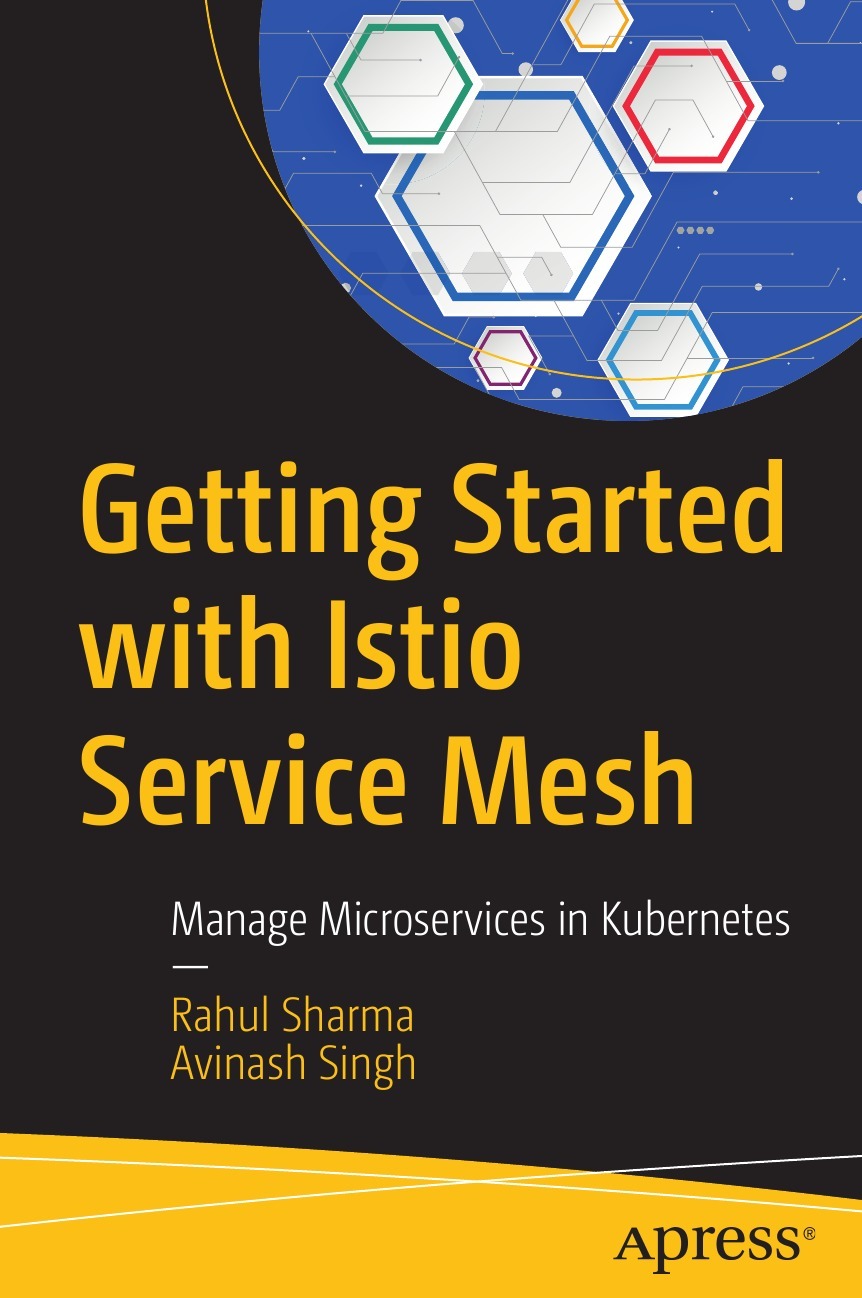 Getting Started
with Istio
Service Mesh
Manage Microservices in Kubernetes
Rahul Sharma
Avinash Singh
Apress®